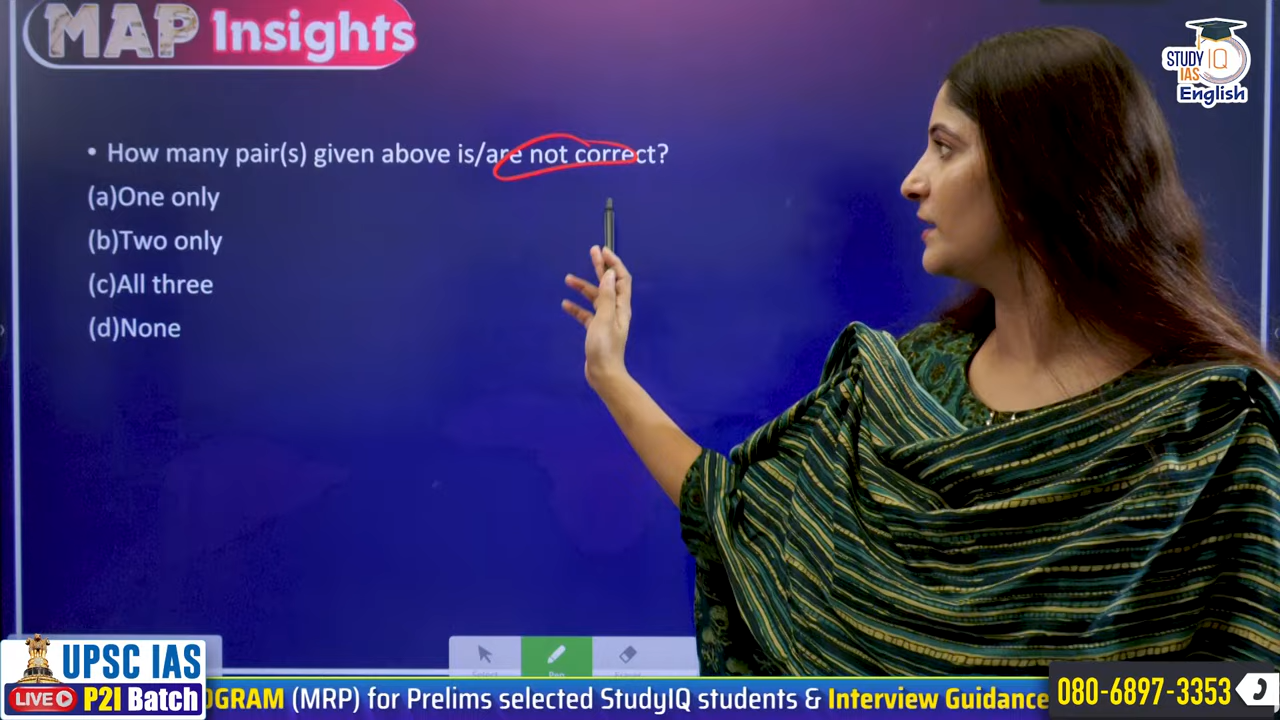 MAP Insights
STUDY IQ
IAS
English
• How many pair(s) given above is/are not correct?
(a)One only
(b)Two only
(c)All three
(d)None
Pen
UPSC IAS
LIVE P2I Batch
OGRAM (MRP) for Prelims selected StudyIQ students & Interview Guidance
080-6897-3353